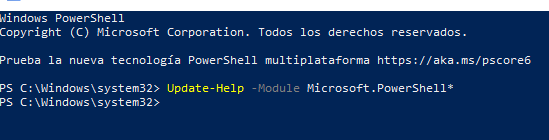 Windows PowerShell
Copyright (C) Microsoft Corporation. Todos los derechos reservados.
Prueba la nueva tecnología PowerShell multiplataforma https://aka.ms/pscore6
PS C:\Windows\system32> Update-Help -Module Microsoft.PowerShell*
PS C:\Windows\system32>